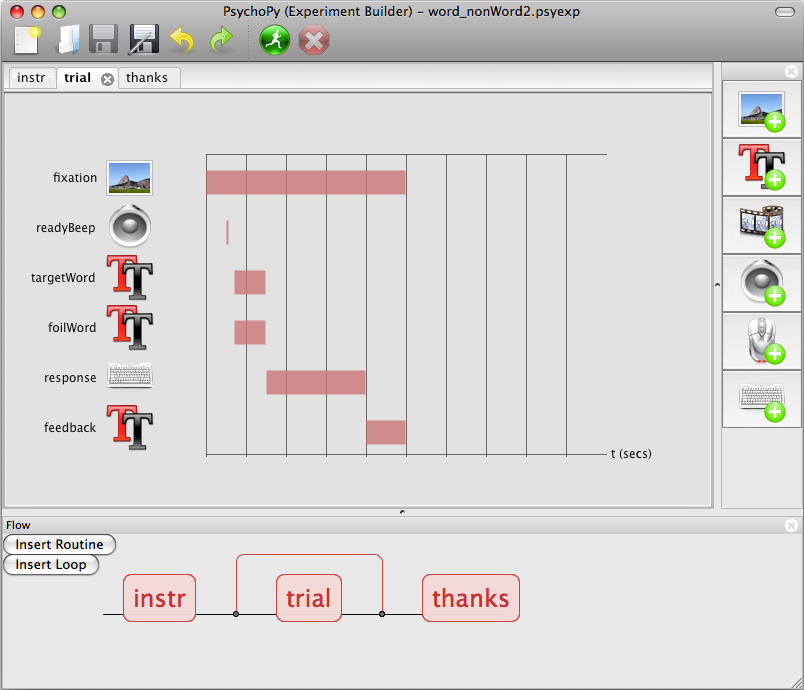 PsychoPy (Experiment Builder) - word_nonWord2.psyexp
instr trial thanks
fixation
readyBeep
targetWord
foilWord
response
feedback
t (secs)
Flow
Insert Routine
Insert Loop
instr trial thanks